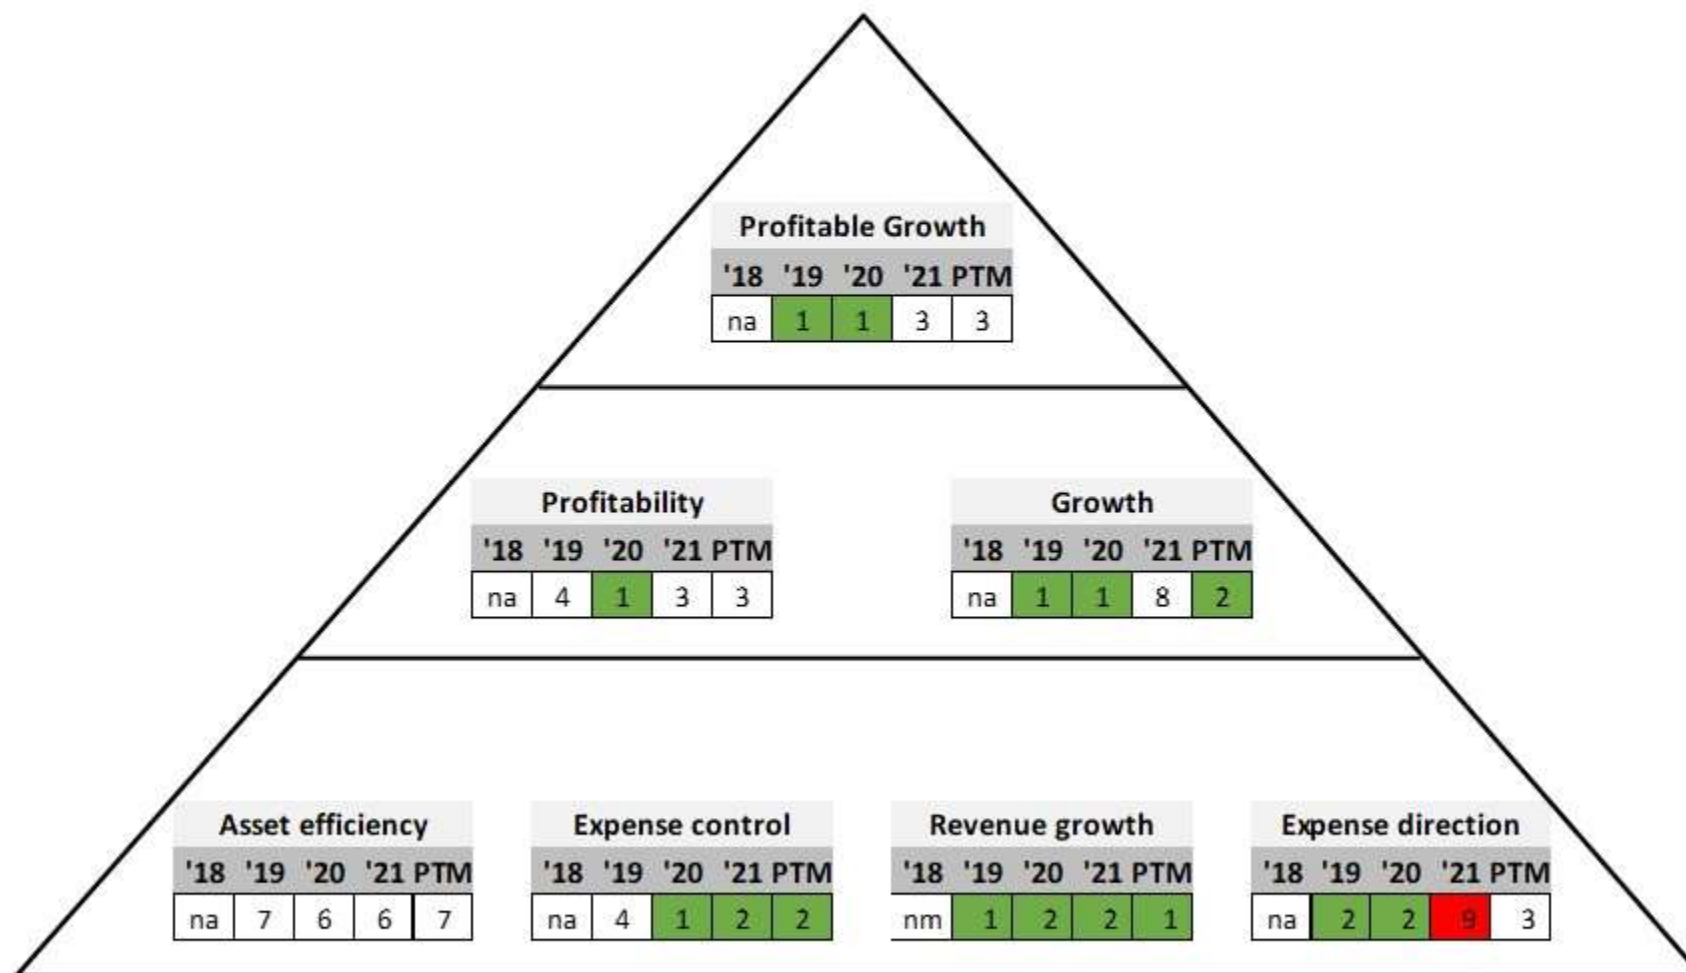 Profitable Growth
'18 '19 '20 '21 PTM
na 1 1 3 3
Profitability
'18 '19 '20 '21 PTM
na 4 1 3 3
Growth
'18 '19 '20 '21 PTM
na 1 1 8 2
Asset efficiency
'18 '19 '20 '21 PTM
na 7 6 6 7
Expense control
'18 '19 '20 '21 PTM
na 4 1 2 2
Revenue growth
'18 '19 '20 '21 PTM
nm 1 2 2 1
Expense direction
'18 '19 '20 '21 PTM
na 2 2 9 3